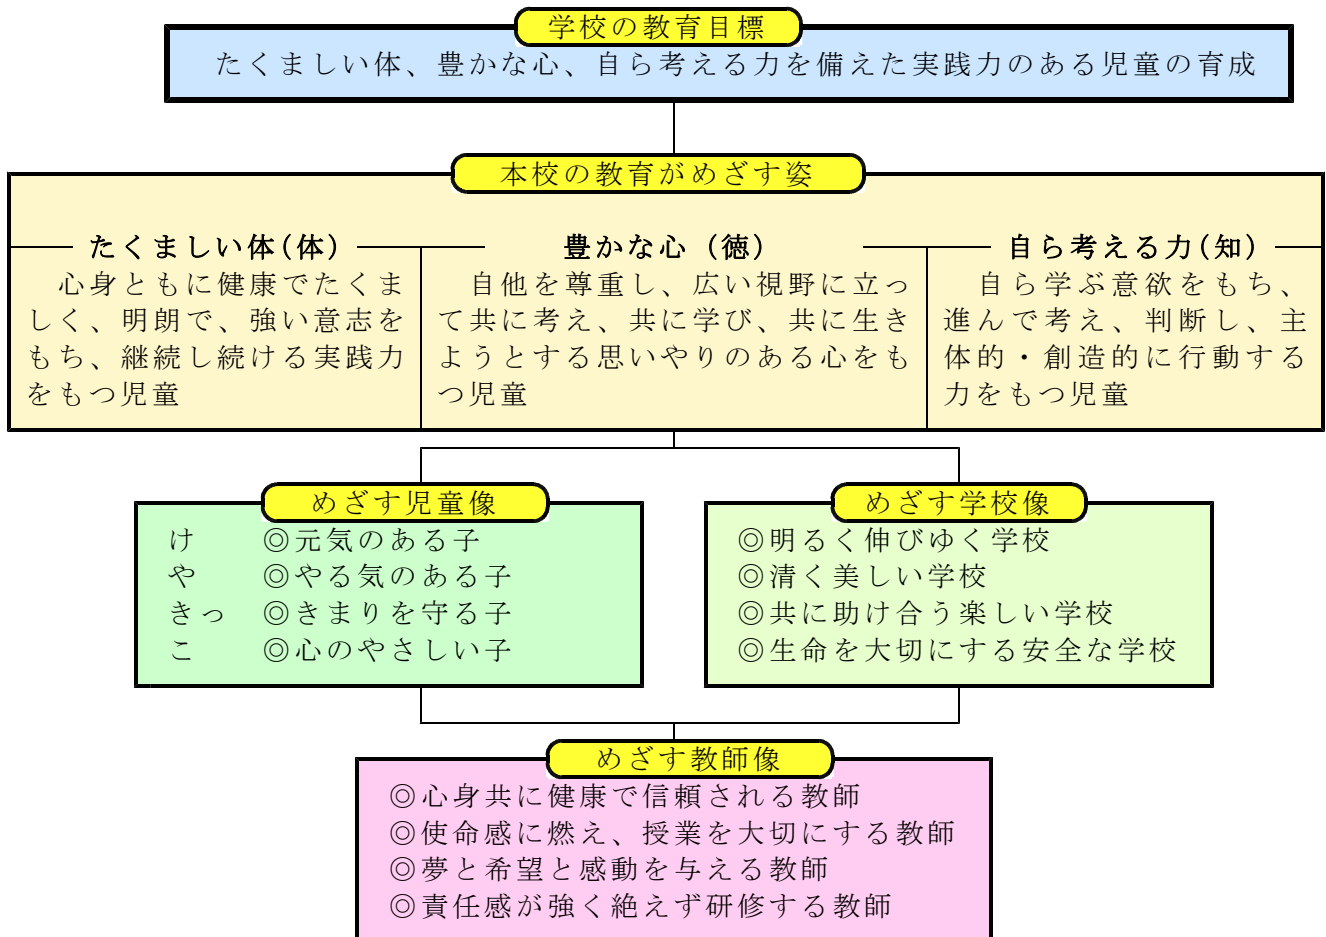 学校の教育目標
たくましい体、豊かな心、自ら考える力を備えた実践力のある児童の育成
本校の教育がめざす姿
たくましい体(体)
心身ともに健康でたくま
しく、明朗で、強い意志を
もち、継続し続ける実践力
をもつ児童
豊かな心(徳)
自他を尊重し、広い視野に立っ
て共に考え、共に学び、共に生き
ようとする思いやりのある心をも
つ児童
自ら考える力(知)
自ら学ぶ意欲をもち、
進んで考え、判断し、主
体的・創造的に行動する
力をもつ児童
めざす児童像
け ◎元気のある子
や ◎やる気のある子
きっ ◎きまりを守る子
こ ◎心のやさしい子
めざす学校像
◎明るく伸びゆく学校
◎清く美しい学校
◎共に助け合う楽しい学校
◎生命を大切にする安全な学校
めざす教師像
◎心身共に健康で信頼される教師
◎使命感に燃え、授業を大切にする教師
◎夢と希望と感動を与える教師
◎責任感が強く絶えず研修する教師